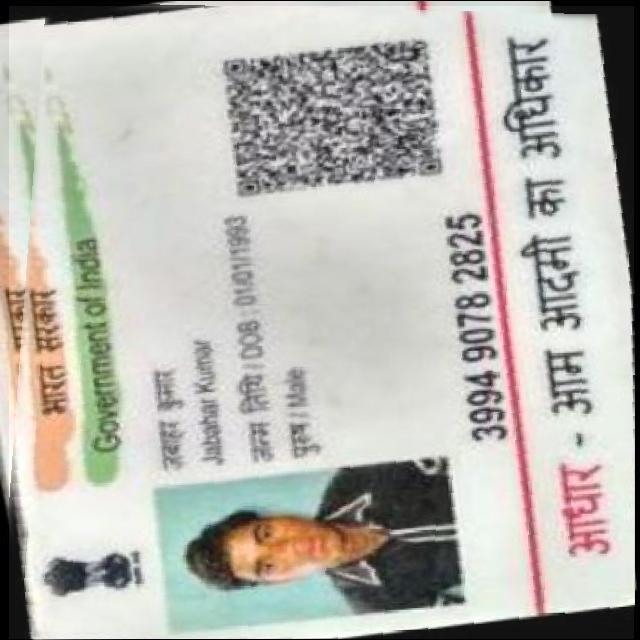 भारत सरकार
Government of India
जवाहर कुमार
Jabahar Kumar
जन्म तिथि / DOB : 01/01/1993
पुरुष / Male
3994 9078 2825
आधार - आम आदमी का अधिकार